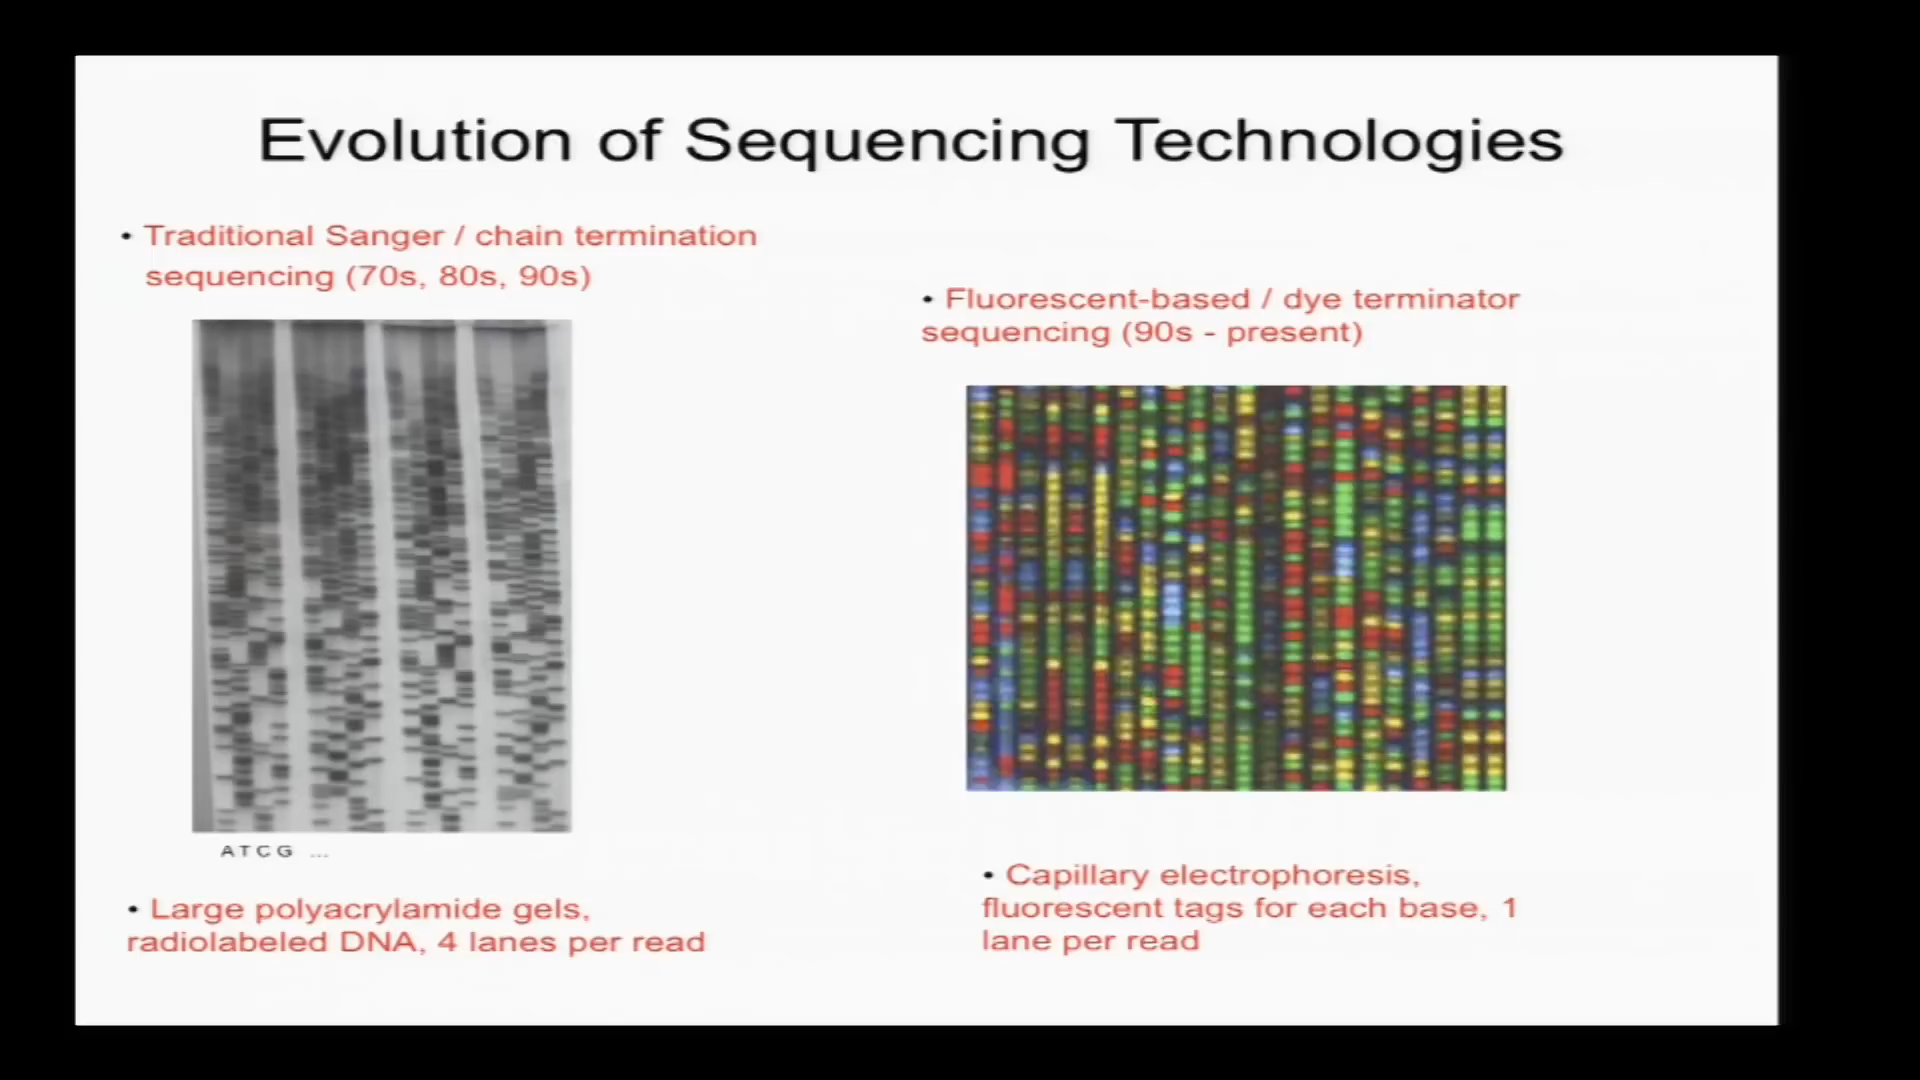 Evolution of Sequencing Technologies
• Traditional Sanger / chain termination
sequencing (70s, 80s, 90s)
• Fluorescent-based / dye terminator
sequencing (90s - present)
A T C G ...
• Large polyacrylamide gels,
radiolabeled DNA, 4 lanes per read
• Capillary electrophoresis,
fluorescent tags for each base, 1
lane per read